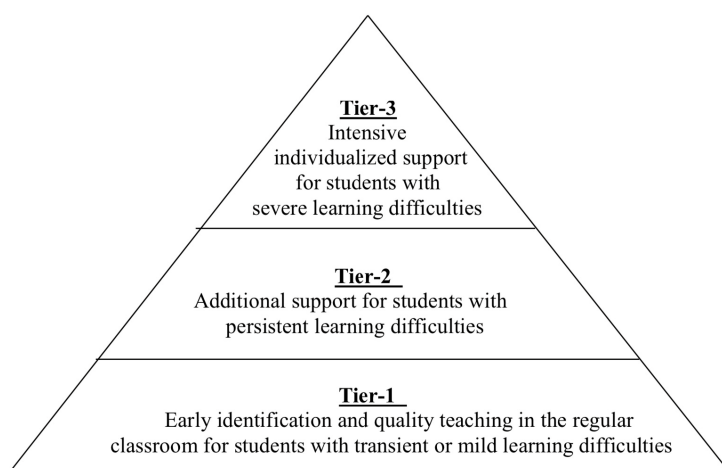 Tier-3
Intensive
individualized support
for students with
severe learning difficulties
Tier-2
Additional support for students with
persistent learning difficulties
Tier-1
Early identification and quality teaching in the regular
classroom for students with transient or mild learning difficulties